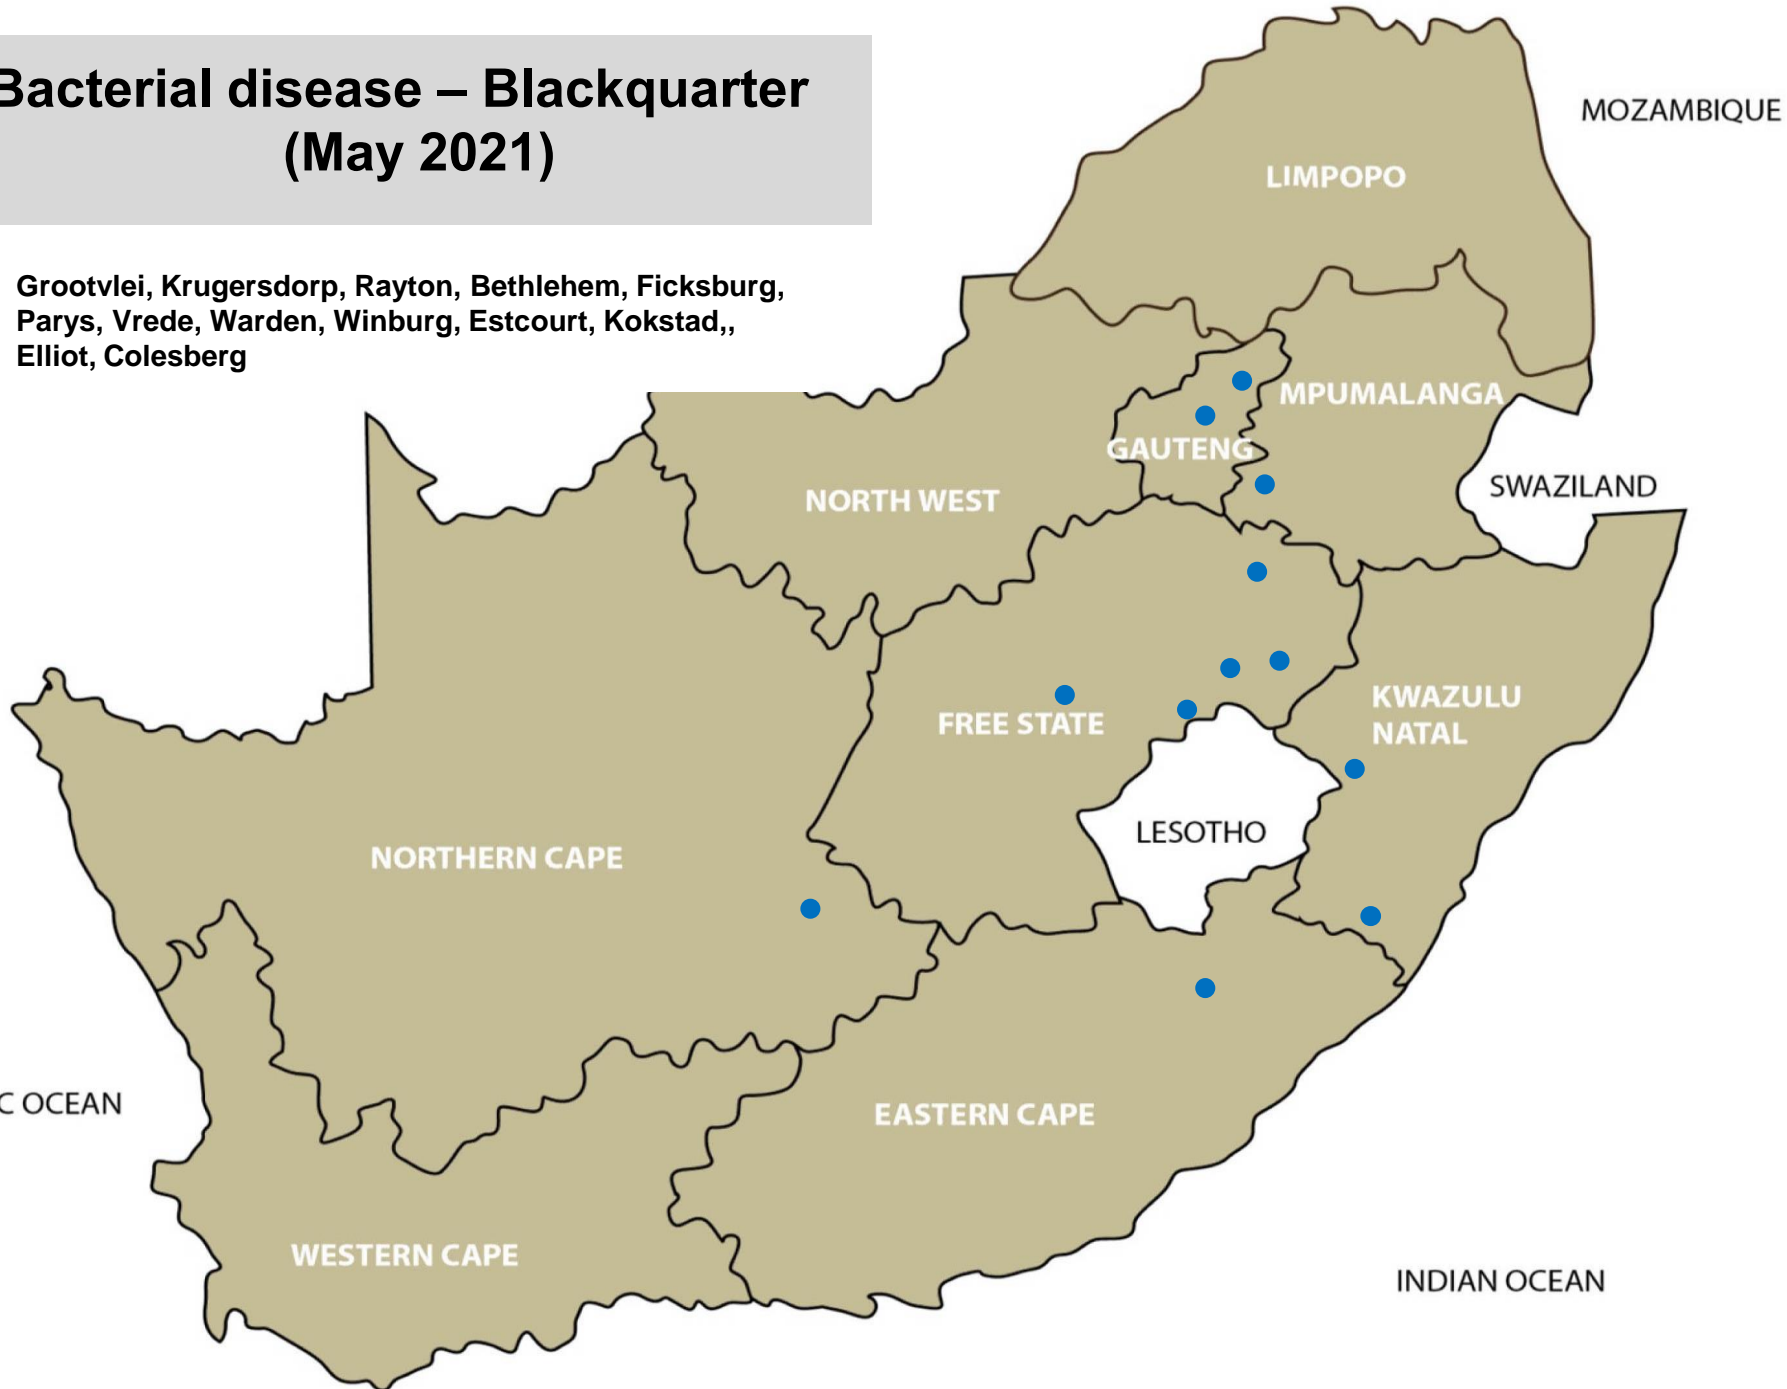 Bacterial disease – Blackquarter
(May 2021)
Grootvlei, Krugersdorp, Rayton, Bethlehem, Ficksburg,
Parys, Vrede, Warden, Winburg, Estcourt, Kokstad,,
Elliot, Colesberg
MOZAMBIQUE
LIMPOPO
MPUMALANGA
GAUTENG
SWAZILAND
NORTH WEST
KWAZULU
NATAL
FREE STATE
LESOTHO
NORTHERN CAPE
C OCEAN
EASTERN CAPE
WESTERN CAPE
INDIAN OCEAN